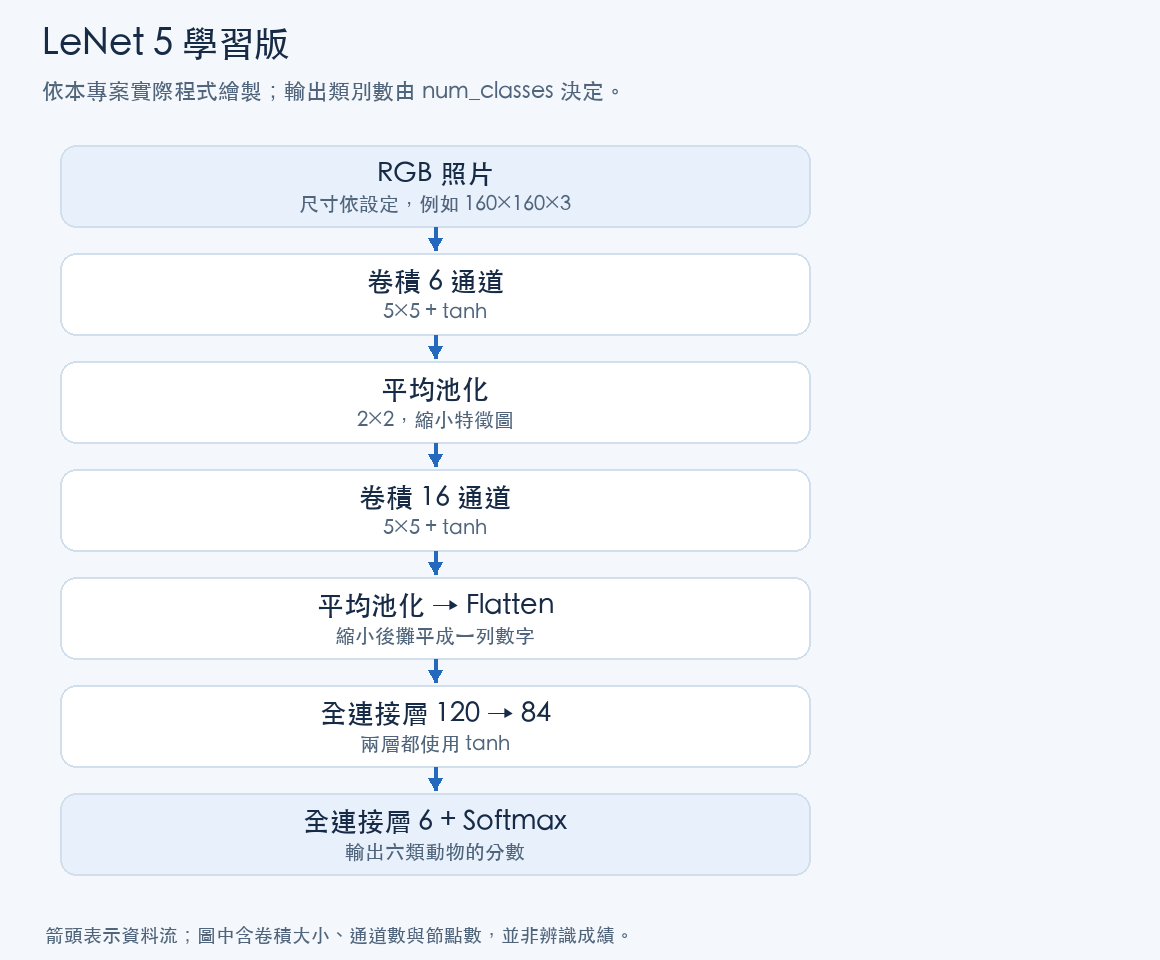 LeNet 5 學習版
依本專案實際程式繪製；輸出類別數由 num_classes 決定。
RGB 照片
尺寸依設定，例如 160×160×3
卷積 6 通道
5×5 + tanh
平均池化
2×2，縮小特徵圖
卷積 16 通道
5×5 + tanh
平均池化 → Flatten
縮小後攤平成一列數字
全連接層 120 → 84
兩層都使用 tanh
全連接層 6 + Softmax
輸出六類動物的分數
箭頭表示資料流；圖中含卷積大小、通道數與節點數，並非辨識成績。